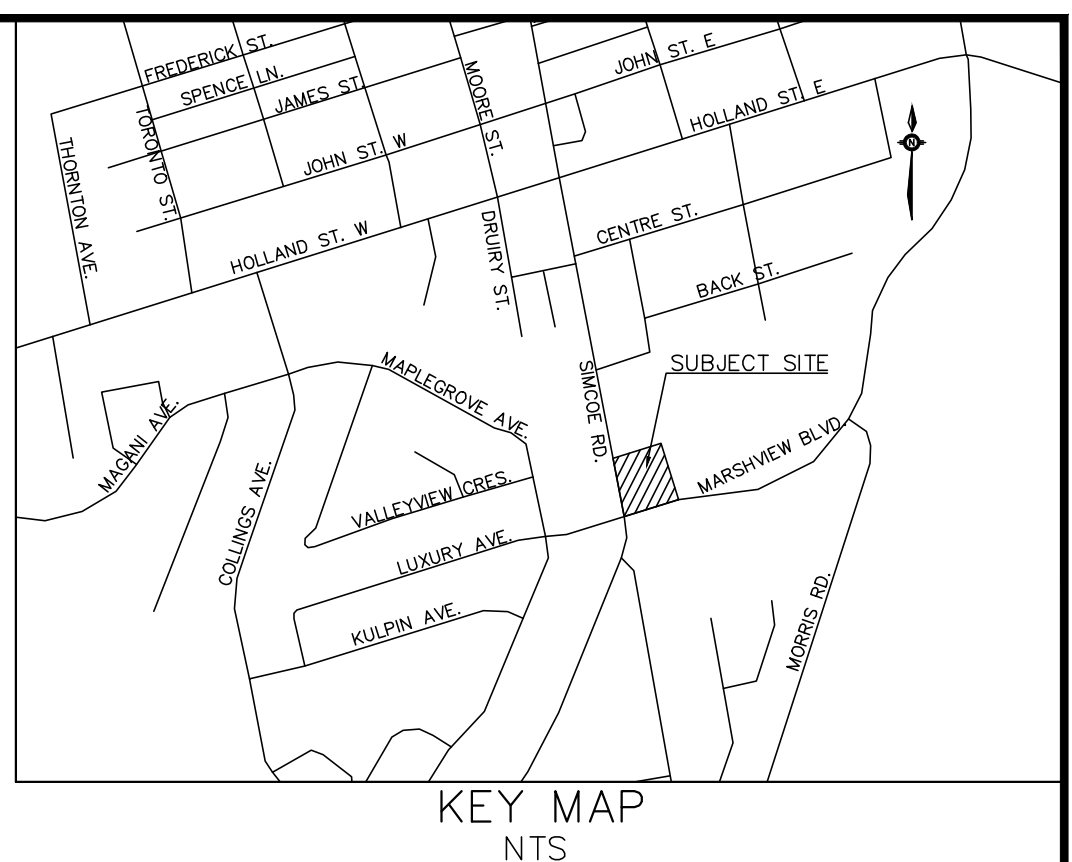 FREDERICK ST.
SPENCE LN.
JAMES ST.
JOHN ST. W
HOLLAND ST. W
THORNTON AVE.
TORONTO ST.
MOORE ST.
JOHN ST. E
HOLLAND ST. E
N
DRUIRY ST.
CENTRE ST.
BACK ST.
SIMCOE RD.
SUBJECT SITE
MAPLEGROVE AVE.
MAGANI AVE.
COLLINGS AVE.
VALLEYVIEW CRES.
MARSHVIEW BLVD.
LUXURY AVE.
KULPIN AVE.
MORRIS RD.
KEY MAP
NTS